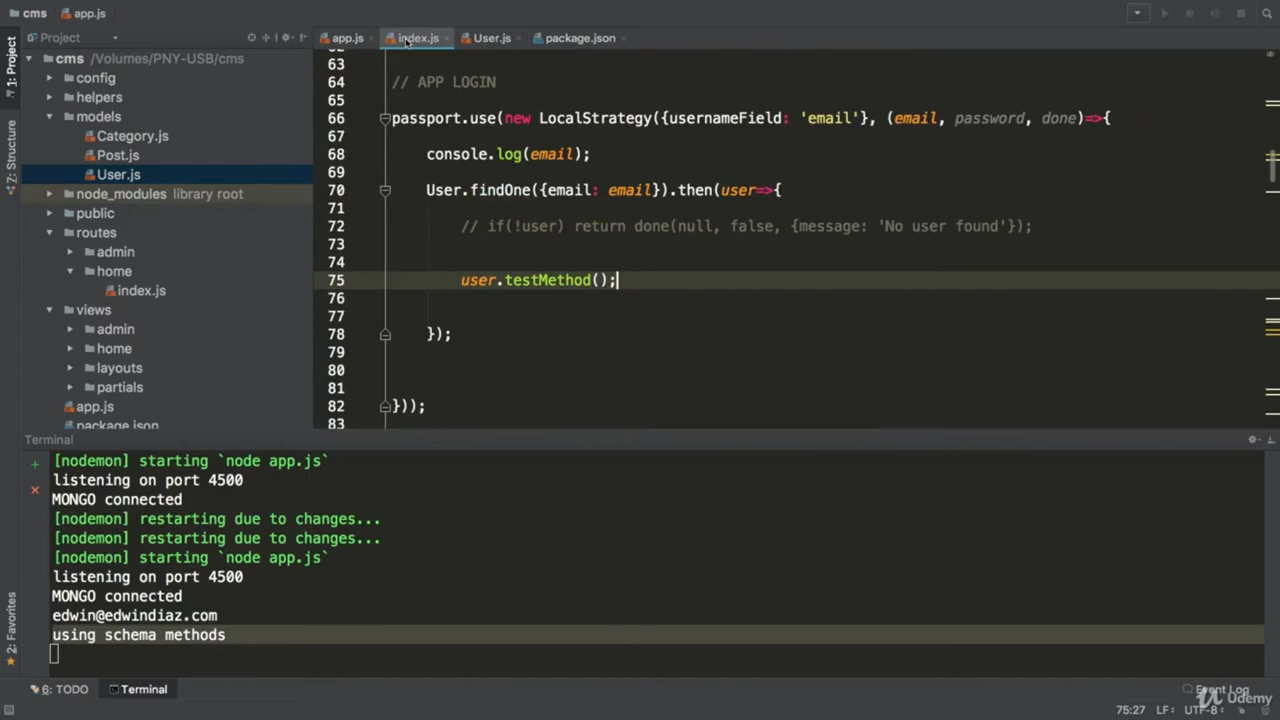 cms app.js
Project
app.js index.js User.js package.json
1: Project
Z: Structure
2: Favorites
cms /Volumes/PNY-USB/cms
config
helpers
models
Category.js
Post.js
User.js
node_modules library root
public
routes
admin
home
index.js
views
admin
home
layouts
partials
app.js
package.json
63
64 // APP LOGIN
65
66 passport.use(new LocalStrategy({usernameField: 'email'}, (email, password, done)=>{
67
68 console.log(email);
69
70 User.findOne({email: email}).then(user=>{
71
72 // if(!user) return done(null, false, {message: 'No user found'});
73
74
75 user.testMethod();
76
77
78 });
79
80
81
82 }));
83
Terminal
[nodemon] starting `node app.js`
listening on port 4500
MONGO connected
[nodemon] restarting due to changes...
[nodemon] restarting due to changes...
[nodemon] starting `node app.js`
listening on port 4500
MONGO connected
edwin@edwindiaz.com
using schema methods
6: TODO Terminal Event Log
Udemy
75:27 LF÷ UTF-8÷